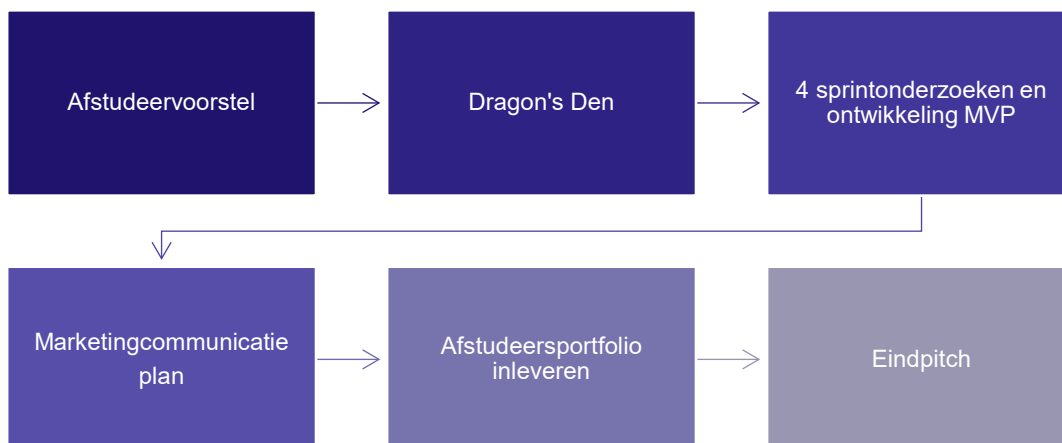 Afstudeervoorstel
Dragon's Den
4 sprintonderzoeken en
ontwikkeling MVP
Marketingcommunicatie
plan
Afstudeersportfolio
inleveren
Eindpitch